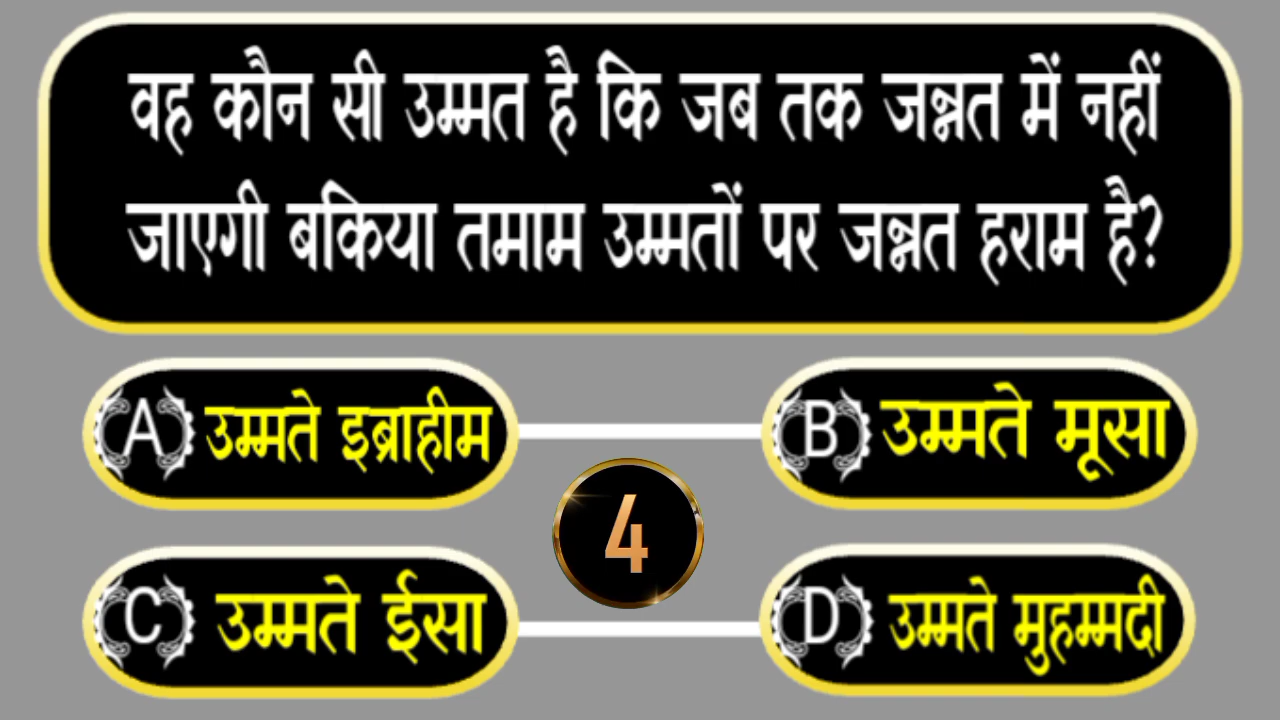 वह कौन सी उम्मत है कि जब तक जन्नत में नहीं
जाएगी बकिया तमाम उम्मतों पर जन्नत हराम है?
A उम्मते इब्राहीम
B उम्मते मूसा
4
C उम्मते ईसा
D उम्मते मुहम्मदी